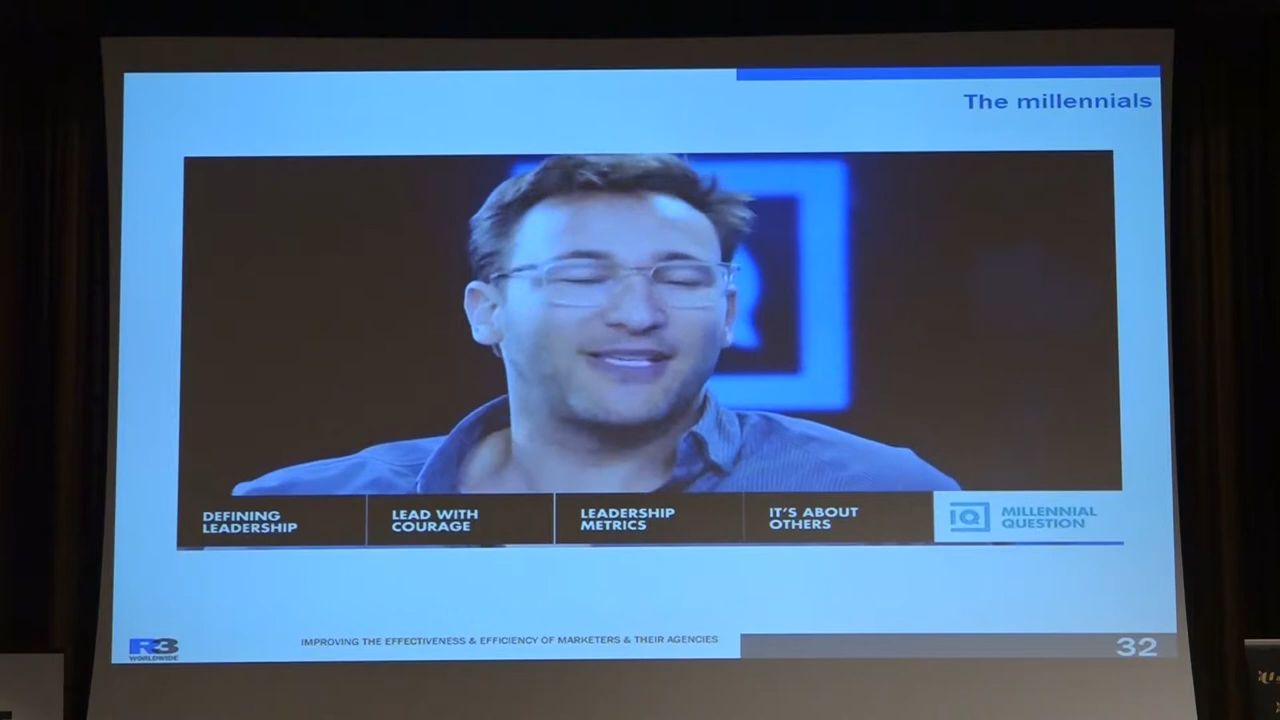 The millennials
DEFINING
LEADERSHIP
LEAD WITH
COURAGE
LEADERSHIP
METRICS
IT'S ABOUT
OTHERS
IQ
MILLENNIAL
QUESTION
R3
WORLDWIDE
IMPROVING THE EFFECTIVENESS & EFFICIENCY OF MARKETERS & THEIR AGENCIES
32